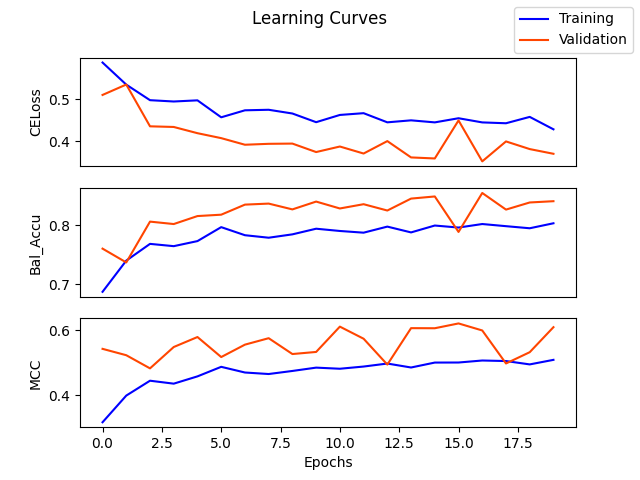 Learning Curves
Training
Validation
CELoss
0.5
0.4
Bal_Accu
0.8
0.7
MCC
0.6
0.4
0.0 2.5 5.0 7.5 10.0 12.5 15.0 17.5
Epochs